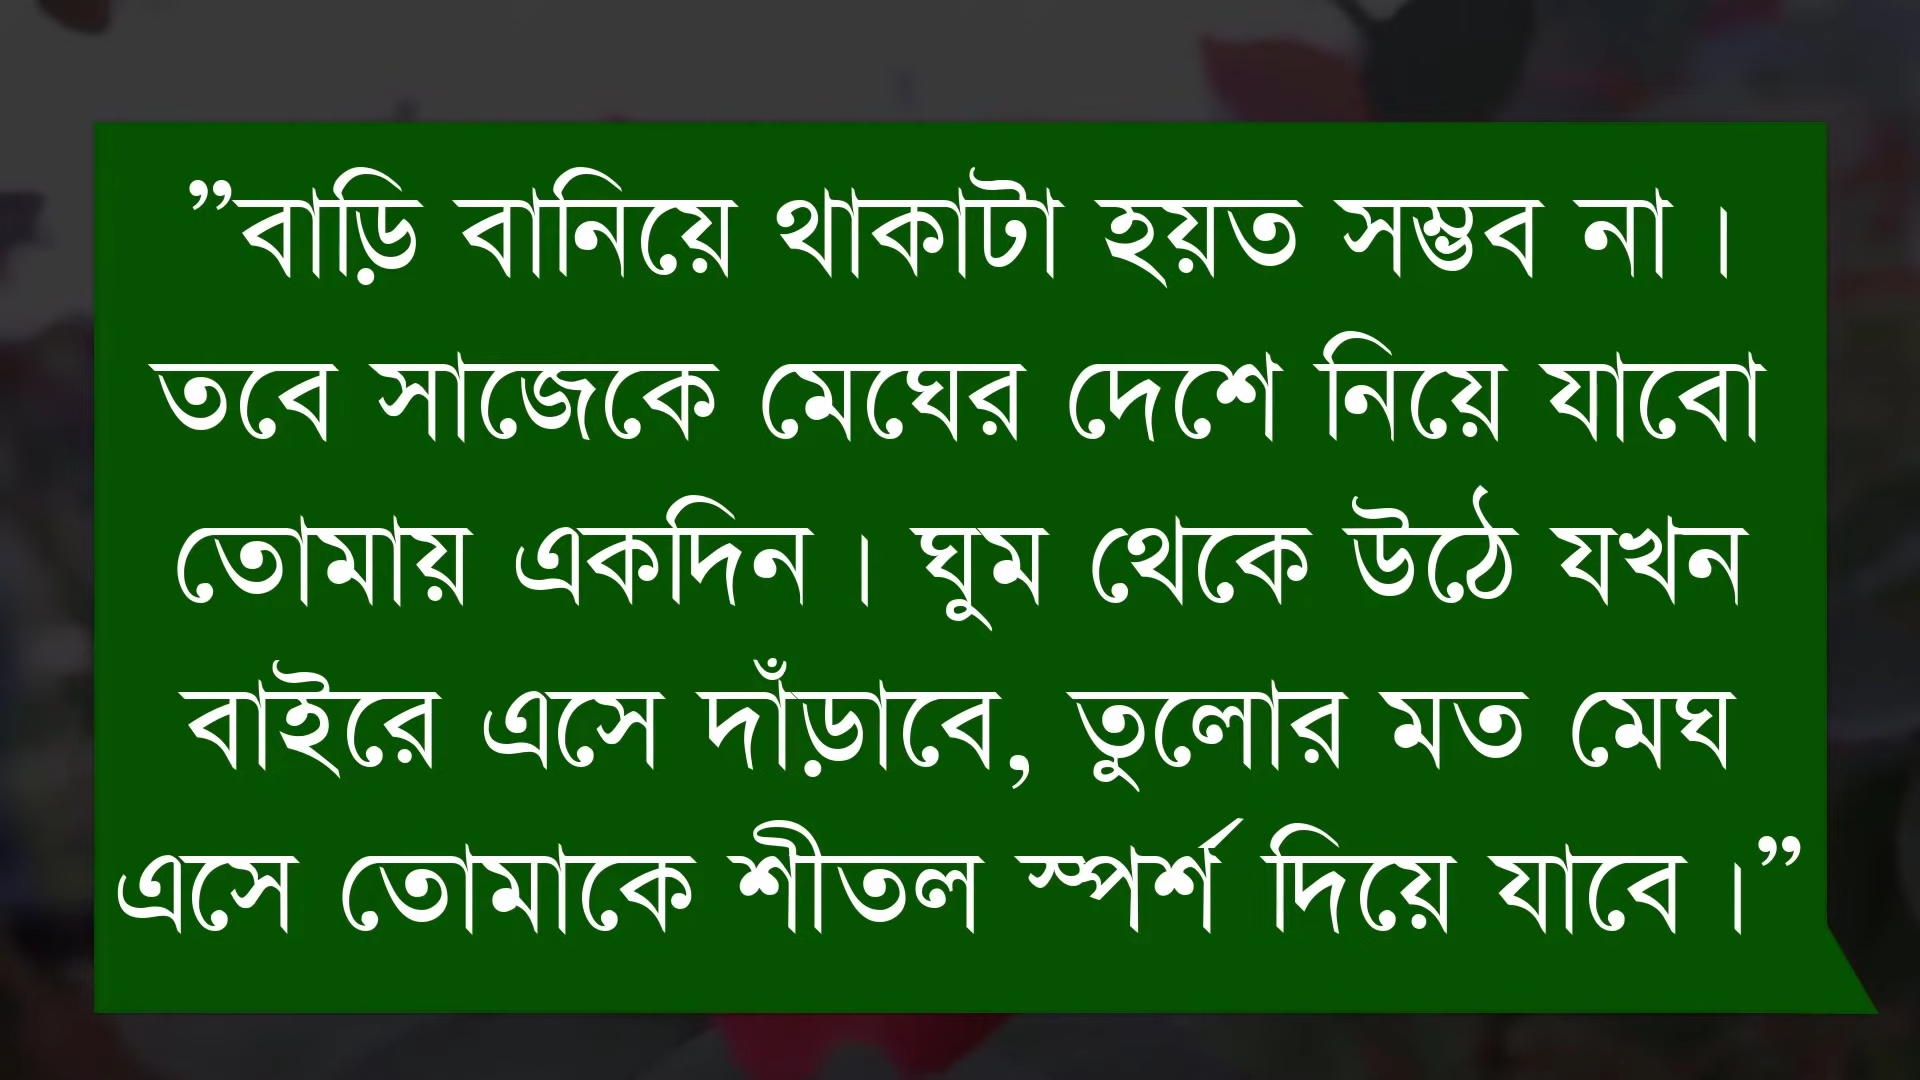 ”বাড়ি বানিয়ে থাকাটা হয়ত সম্ভব না।
তবে সাজেকে মেঘের দেশে নিয়ে যাবো
তোমায় একদিন। ঘুম থেকে উঠে যখন
বাইরে এসে দাঁড়াবে, তুলোর মত মেঘ
এসে তোমাকে শীতল স্পর্শ দিয়ে যাবে।”